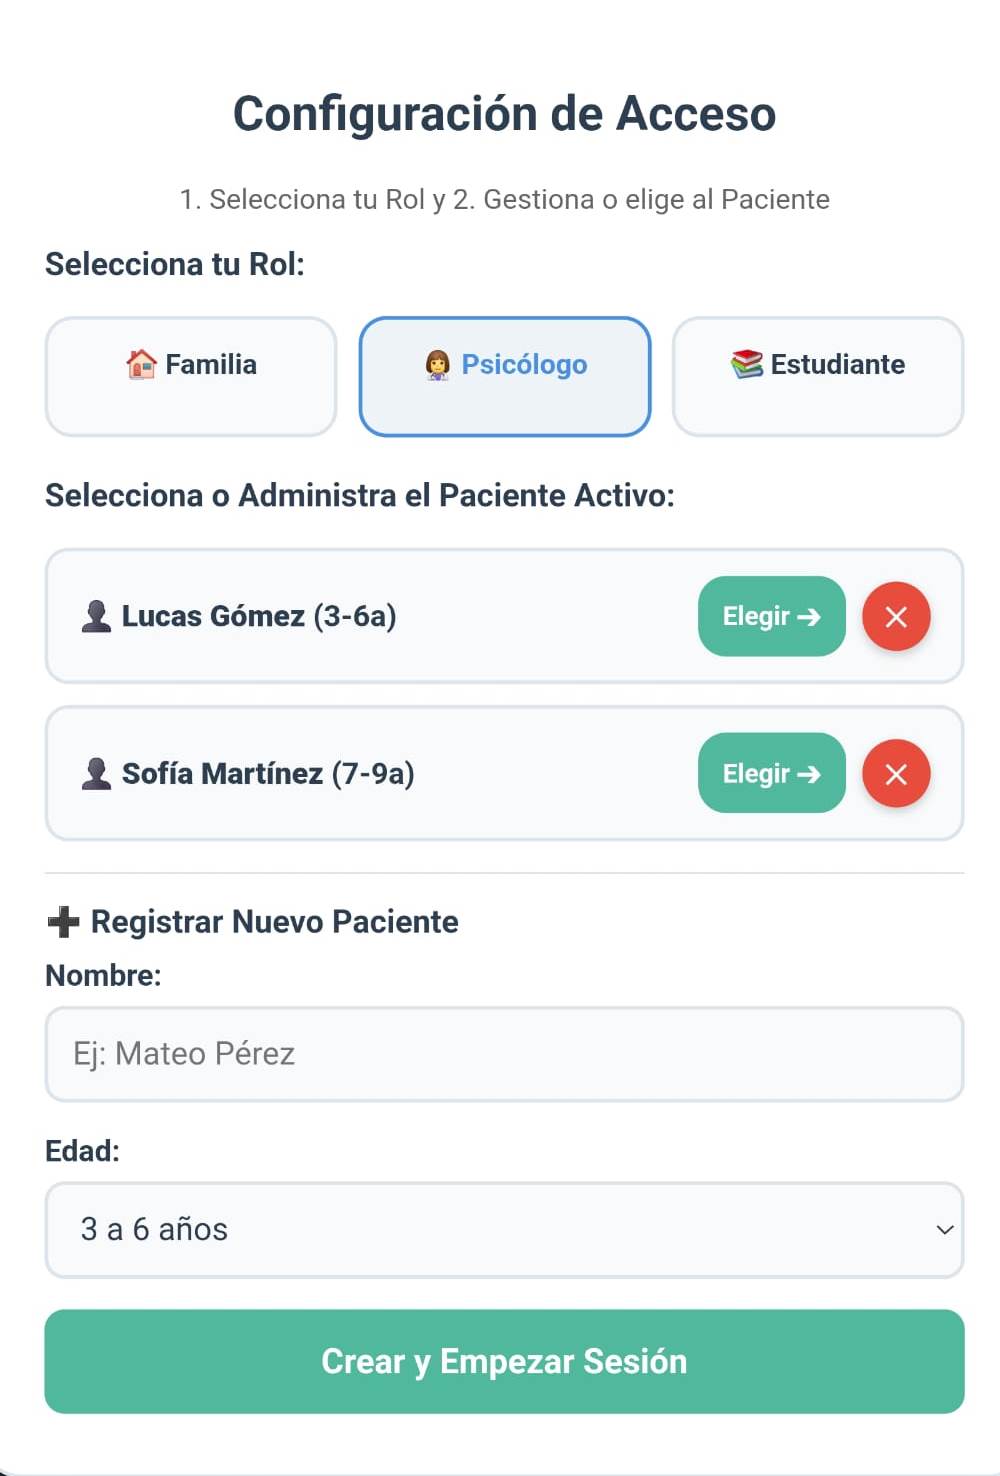 Configuración de Acceso
1. Selecciona tu Rol y 2. Gestiona o elige al Paciente
Selecciona tu Rol:
Familia
Psicólogo
Estudiante
Selecciona o Administra el Paciente Activo:
Lucas Gómez (3-6a)
Elegir →
Sofía Martínez (7-9a)
Elegir →
Registrar Nuevo Paciente
Nombre:
Ej: Mateo Pérez
Edad:
3 a 6 años
Crear y Empezar Sesión